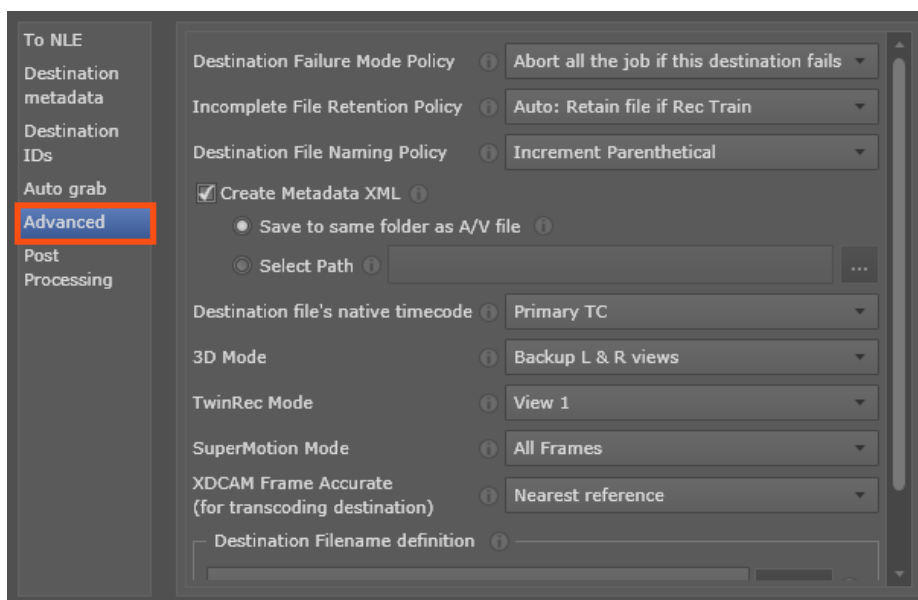 To NLE
Destination
metadata
Destination
IDs
Auto grab
Advanced
Post
Processing
Destination Failure Mode Policy
Abort all the job if this destination fails
Incomplete File Retention Policy
Auto: Retain file if Rec Train
Destination File Naming Policy
Increment Parenthetical
Create Metadata XML
Save to same folder as A/V file
Select Path
...
Destination file's native timecode
Primary TC
3D Mode
Backup L & R views
TwinRec Mode
View 1
SuperMotion Mode
All Frames
XDCAM Frame Accurate
(for transcoding destination)
Nearest reference
Destination Filename definition